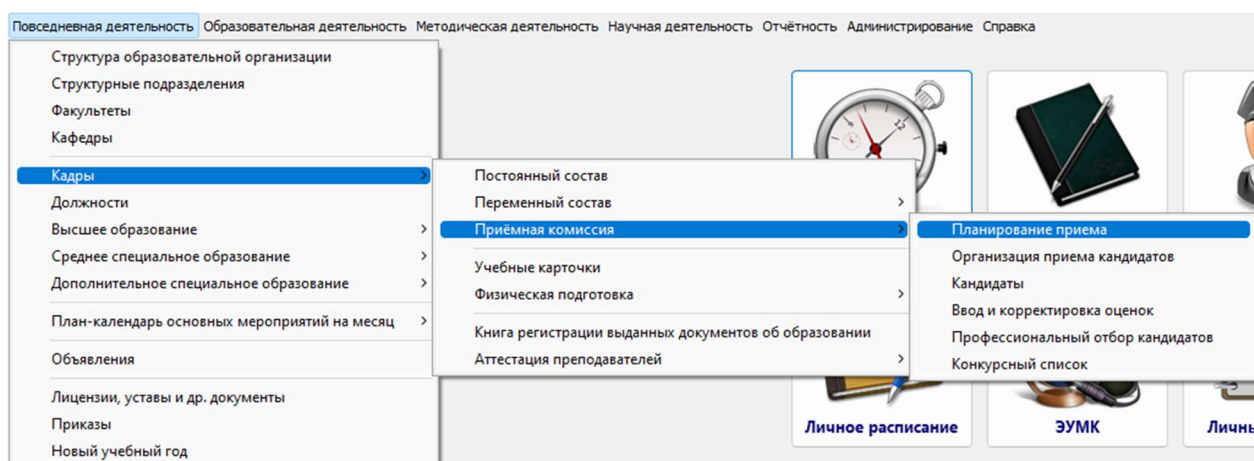 Повседневная деятельность Образовательная деятельность Методическая деятельность Научная деятельность Отчётность Администрирование Справка
Структура образовательной организации
Структурные подразделения
Факультеты
Кафедры
Кадры
Должности
Высшее образование
Среднее специальное образование
Дополнительное специальное образование
План-календарь основных мероприятий на месяц
Объявления
Лицензии, уставы и др. документы
Приказы
Новый учебный год
Постоянный состав
Переменный состав
Приёмная комиссия
Учебные карточки
Физическая подготовка
Книга регистрации выданных документов об образовании
Аттестация преподавателей
Планирование приема
Организация приема кандидатов
Кандидаты
Ввод и корректировка оценок
Профессиональный отбор кандидатов
Конкурсный список
12
Личное расписание
ЭУМК